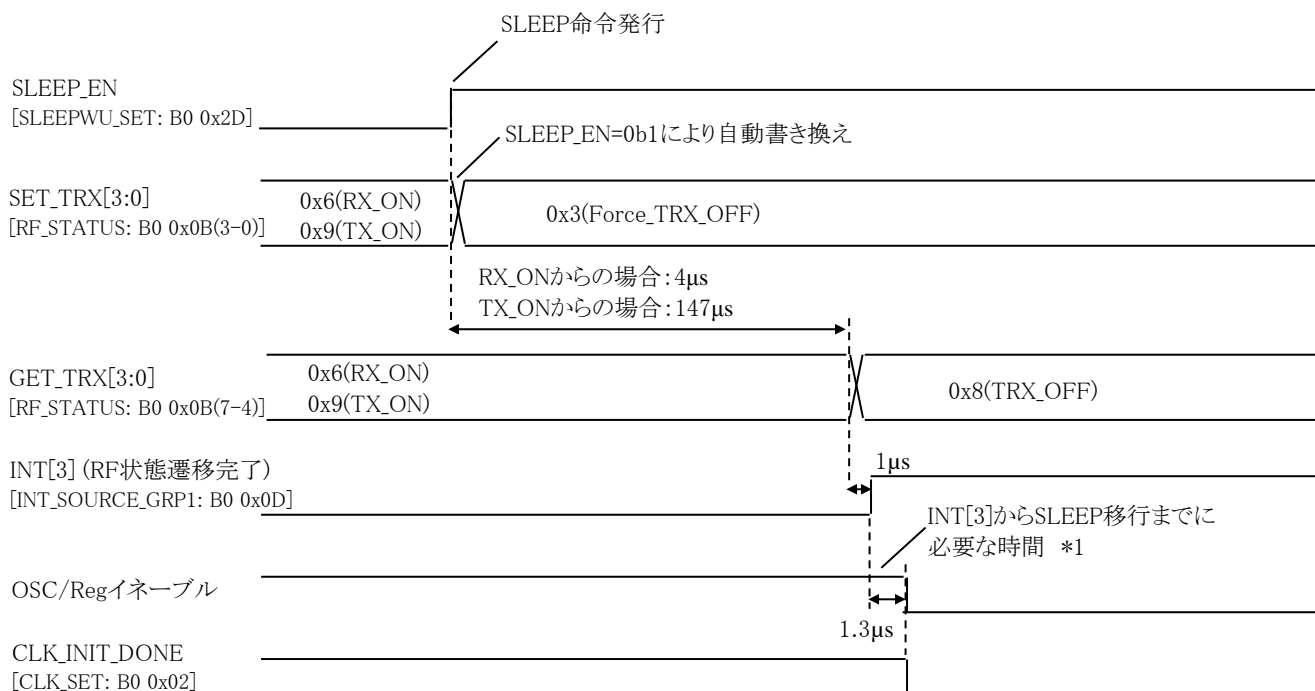 SLEEP命令発行
SLEEP_EN
[SLEEPWU_SET: B0 0x2D]
SLEEP_EN=0b1により自動書き換え
SET_TRX[3:0]
[RF_STATUS: B0 0x0B(3-0)]
0x6(RX_ON)
0x9(TX_ON)
0x3(Force_TRX_OFF)
RX_ONからの場合：4μs
TX_ONからの場合：147μs
GET_TRX[3:0]
[RF_STATUS: B0 0x0B(7-4)]
0x6(RX_ON)
0x9(TX_ON)
0x8(TRX_OFF)
INT[3] (RF状態遷移完了)
[INT_SOURCE_GRP1: B0 0x0D]
1μs
INT[3]からSLEEP移行までに
必要な時間 *1
OSC/Regイネーブル
1.3μs
CLK_INIT_DONE
[CLK_SET: B0 0x02]